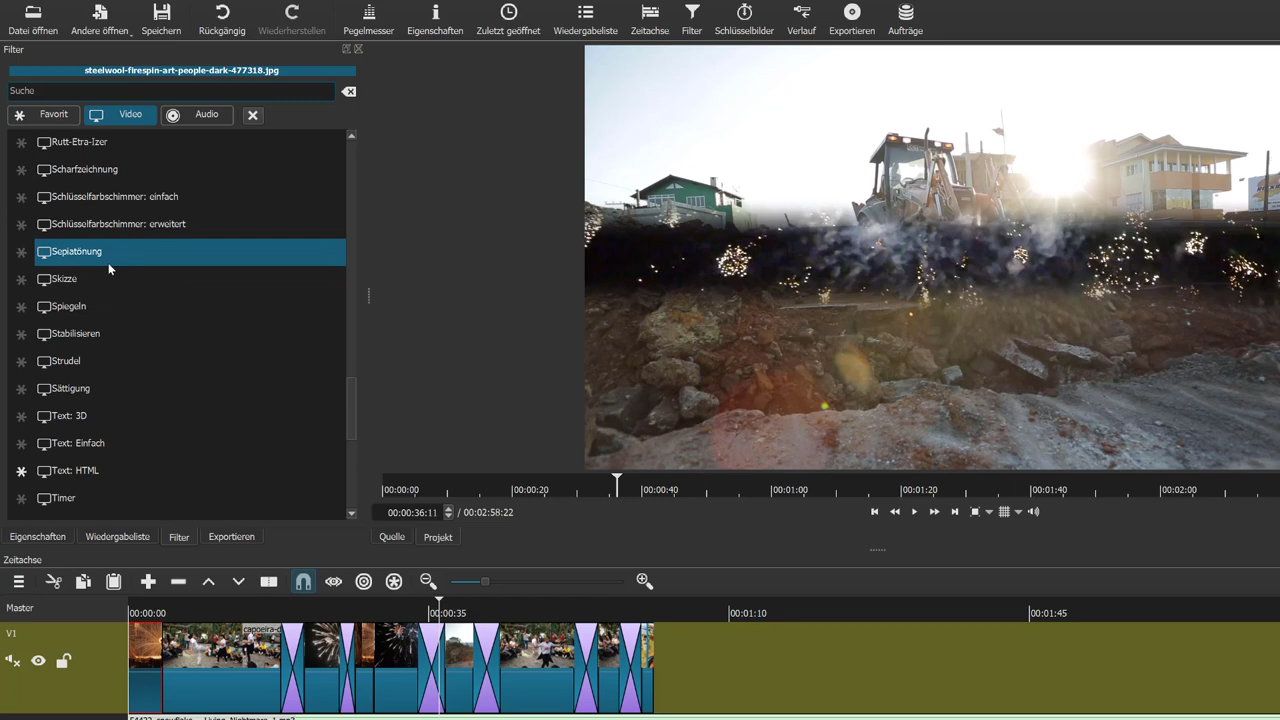 Datei öffnen
Andere öffnen
Speichern
Rückgängig
Wiederherstellen
Pegelmesser
Eigenschaften
Zuletzt geöffnet
Wiedergabeliste
Zeitachse
Filter
Schlüsselbilder
Verlauf
Exportieren
Aufträge
Filter
steelwool-firespin-art-people-dark-477318.jpg
Suche
Favorit
Video
Audio
Rutt-Etra-Izer
Scharfzeichnung
Schlüsselfarbschimmer: einfach
Schlüsselfarbschimmer: erweitert
Sepiatönung
Skizze
Spiegeln
Stabilisieren
Strudel
Sättigung
Text: 3D
Text: Einfach
Text: HTML
Timer
00:00:00
00:00:20
00:00:40
00:01:00
00:01:20
00:01:40
00:02:00
00:00:36:11 / 00:02:58:22
Eigenschaften
Wiedergabeliste
Filter
Exportieren
Quelle
Projekt
Zeitachse
Master
00:00:00
00:00:35
00:01:10
00:01:45
V1
capoeira-d